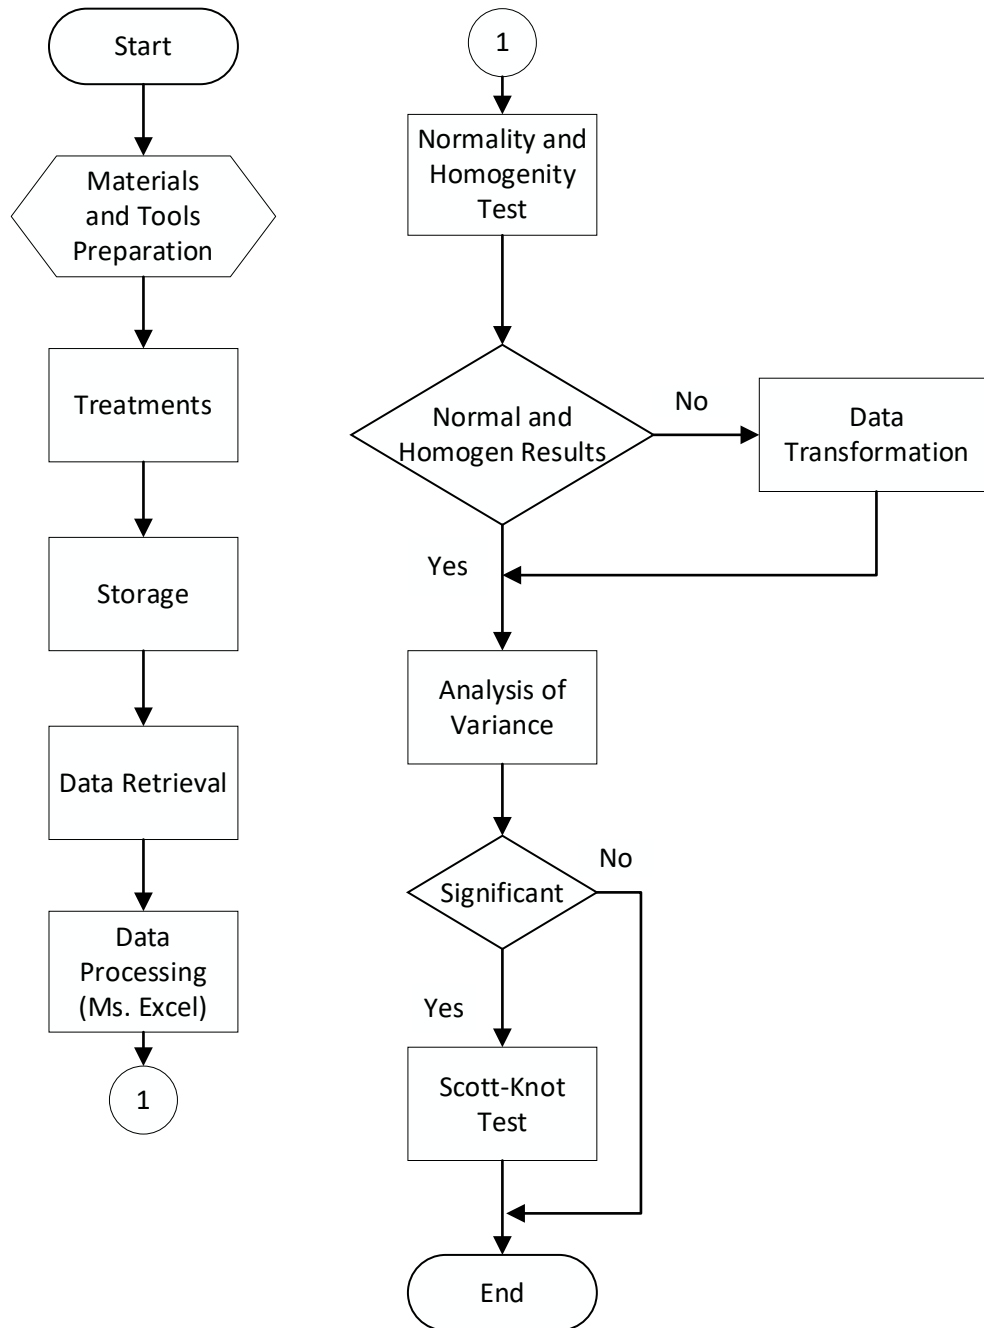 Start
Materials
and Tools
Preparation
Treatments
Storage
Data Retrieval
Data
Processing
(Ms. Excel)
1
1
Normality and
Homogenity
Test
Normal and
Homogen Results
No
Data
Transformation
Yes
Analysis of
Variance
Significant
No
Yes
Scott-Knot
Test
End